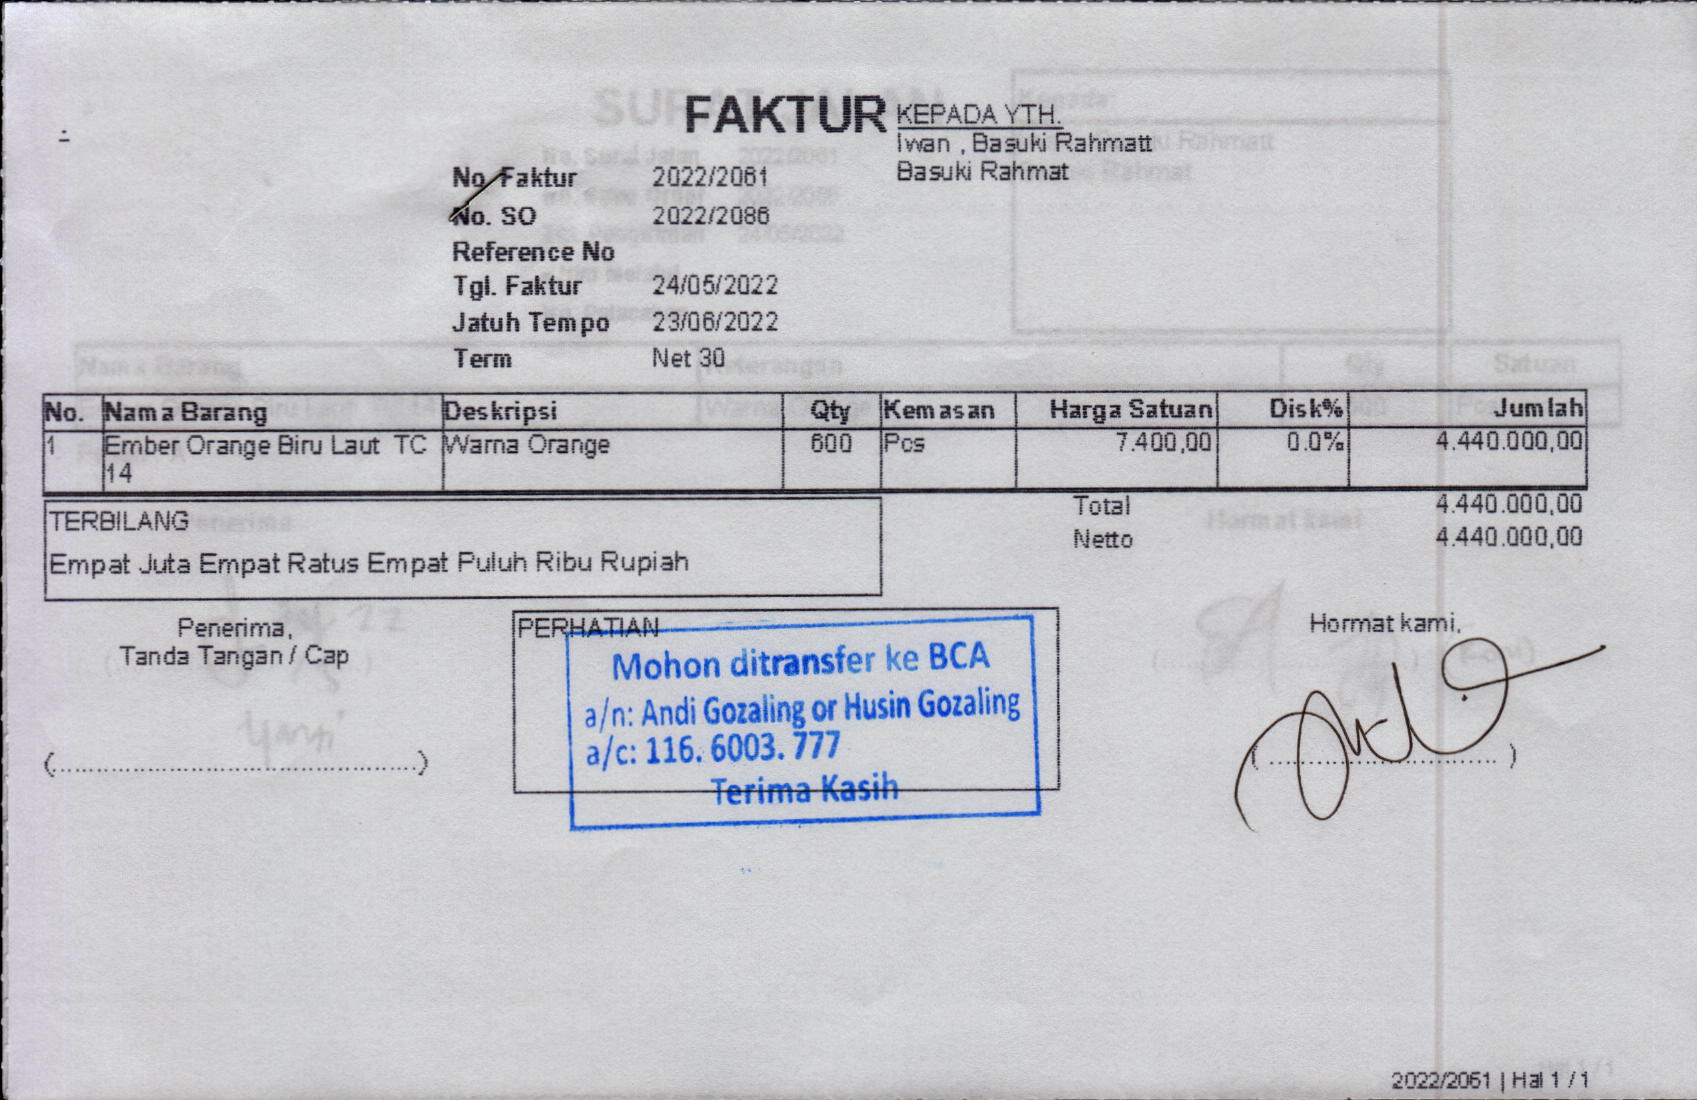 FAKTUR
KEPADA YTH.
Iwan , Basuki Rahmatt
Basuki Rahmat
No Faktur 2022/2061
No. SO 2022/2086
Reference No
Tgl. Faktur 24/05/2022
Jatuh Tempo 23/06/2022
Term Net 30
No. Nama Barang Deskripsi Qty Kemasan Harga Satuan Disk% Jumlah
1 Ember Orange Biru Laut TC Warna Orange 600 Pcs 7.400,00 0.0% 4.440.000,00
14
Total 4.440.000,00
Netto 4.440.000,00
TERBILANG
Empat Juta Empat Ratus Empat Puluh Ribu Rupiah
Penerima,
Tanda Tangan / Cap
(........................................................)
PERHATIAN
Mohon ditransfer ke BCA
a/n: Andi Gozaling or Husin Gozaling
a/c: 116. 6003. 777
Terima Kasih
Hormat kami,
(..................................)
2022/2061 | Hal 1 / 1